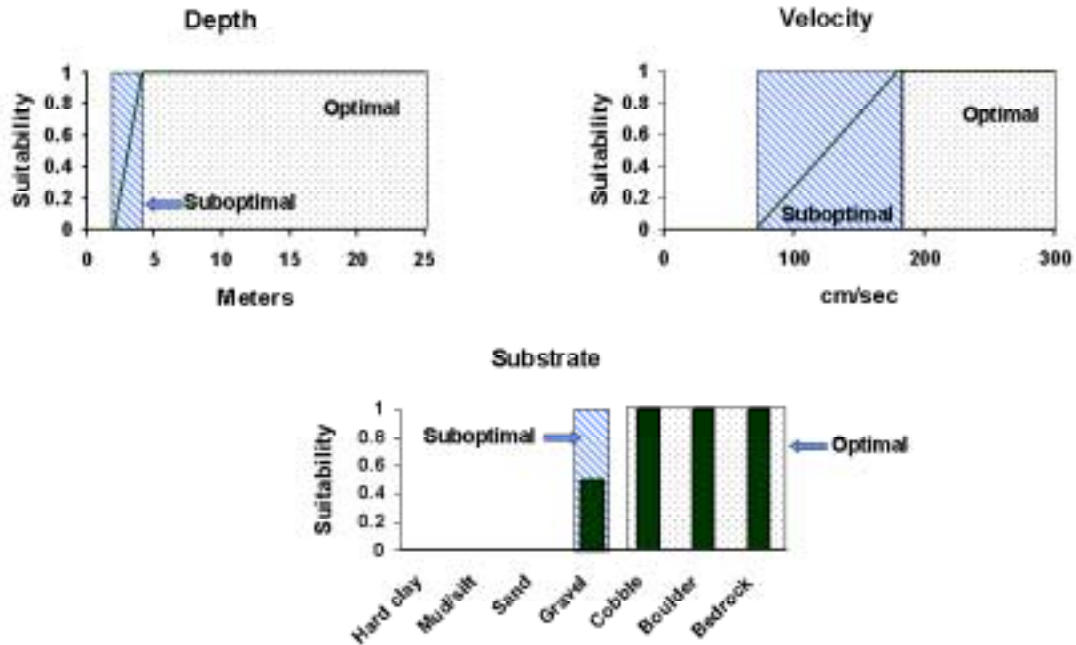 Depth
Suitability
1
0.8
0.6
0.4
0.2
0
Optimal
Suboptimal
0 5 10 15 20 25
Meters
Velocity
Suitability
1
0.8
0.6
0.4
0.2
0
Optimal
Suboptimal
0 100 200 300
cm/sec
Substrate
Suitability
1
0.8
0.6
0.4
0.2
0
Suboptimal
Optimal
Hard clay
Mud/silt
Sand
Gravel
Cobble
Boulder
Bedrock